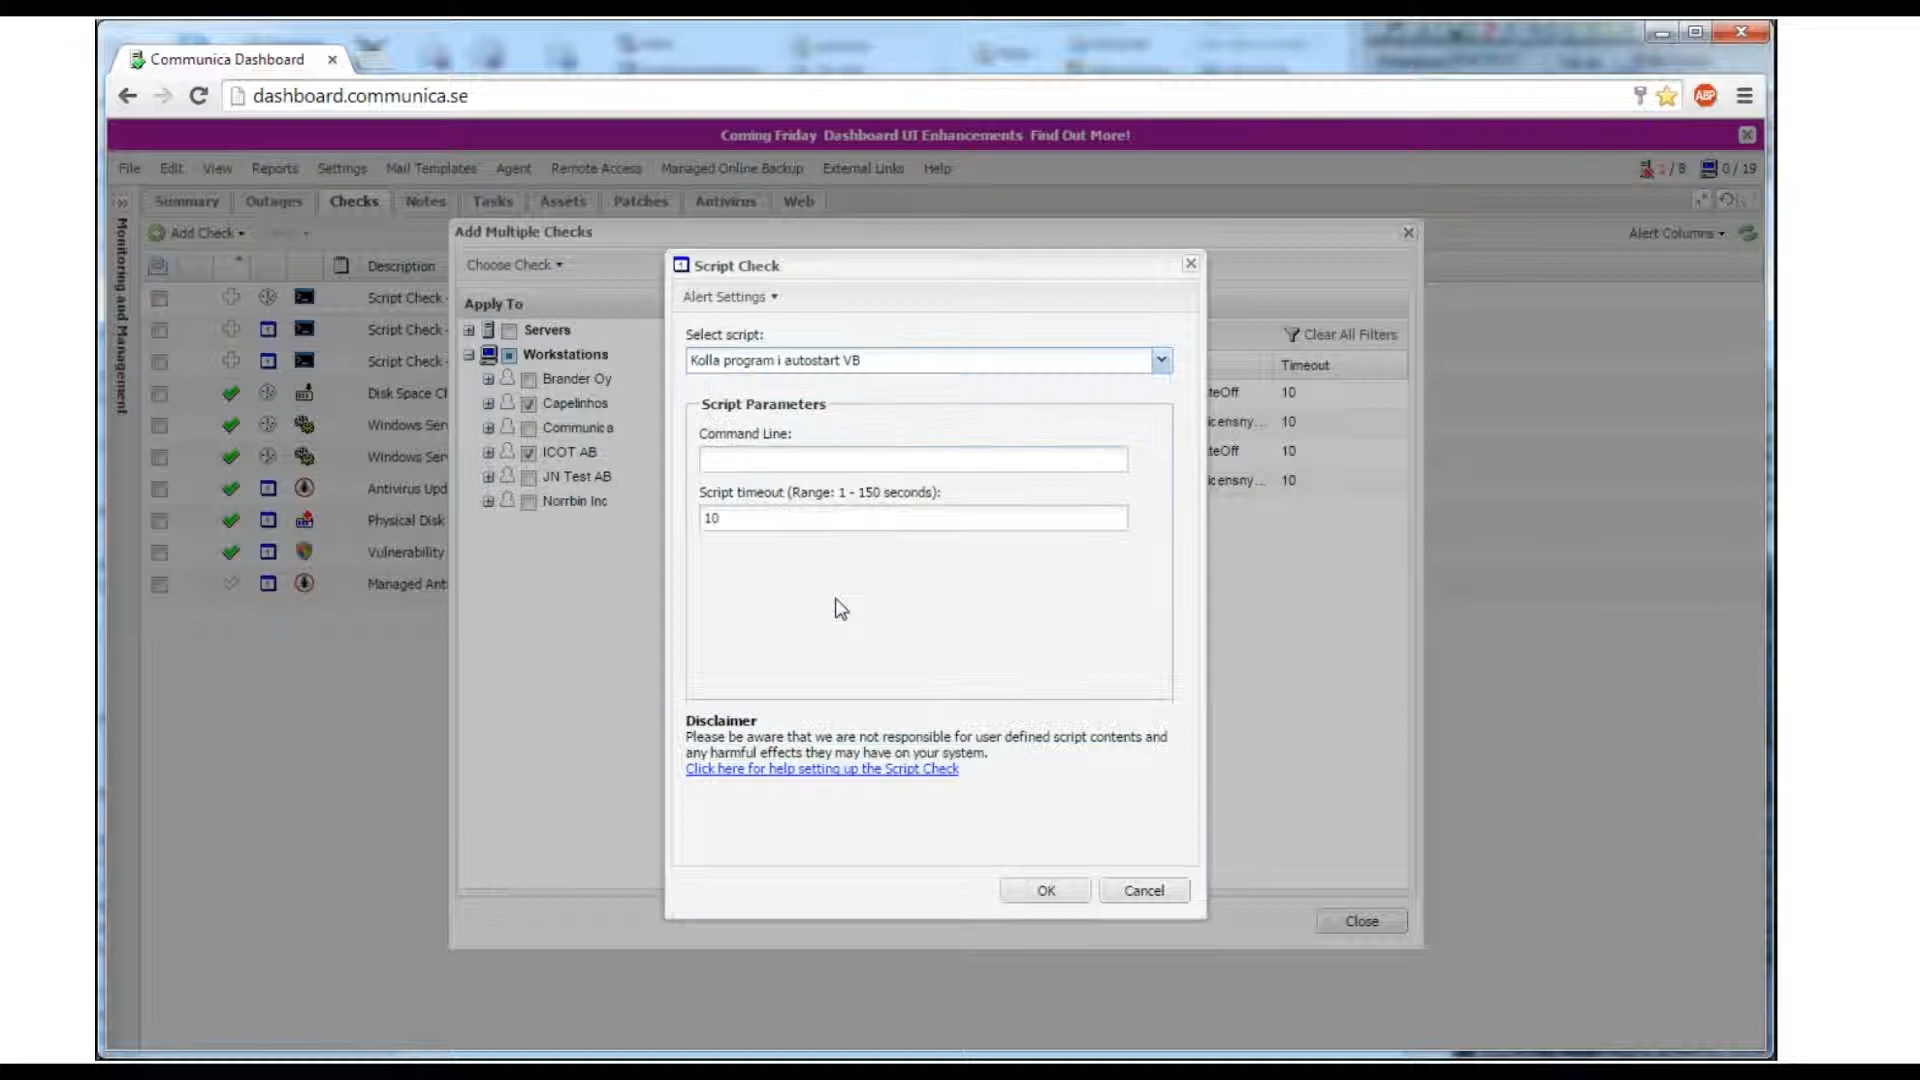 Communica Dashboard
dashboard.communica.se
ABP
Coming Friday Dashboard UI Enhancements Find Out More!
File Edit View Reports Settings Mail Templates Agent Remote Access Managed Online Backup External Links Help
1 / 8 0 / 19
Summary Outages Checks Notes Tasks Assets Patches Antivirus Web
Monitoring and Management
Add Check
Alert Columns
Description
Script Check
Script Check
Script Check
Disk Space Cl
Windows Serv
Windows Serv
Antivirus Upd
Physical Disk
Vulnerability
Managed Anti
Add Multiple Checks
Choose Check
Apply To
Servers
Workstations
Brander Oy
Capelinhos
Communica
ICOT AB
JN Test AB
Norrbin Inc
Clear All Filters
Timeout
teOff 10
icensny... 10
teOff 10
icensny... 10
Close
Script Check
Alert Settings
Select script:
Kolla program i autostart VB
Script Parameters
Command Line:
Script timeout (Range: 1 - 150 seconds):
10
Disclaimer
Please be aware that we are not responsible for user defined script contents and
any harmful effects they may have on your system.
Click here for help setting up the Script Check
OK Cancel